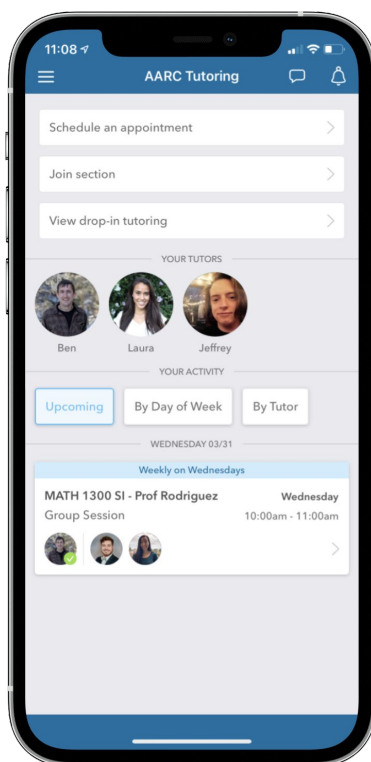 11:08
AARC Tutoring
Schedule an appointment
Join section
View drop-in tutoring
YOUR TUTORS
Ben Laura Jeffrey
YOUR ACTIVITY
Upcoming By Day of Week By Tutor
WEDNESDAY 03/31
Weekly on Wednesdays
MATH 1300 SI - Prof Rodriguez Wednesday
Group Session 10:00am - 11:00am